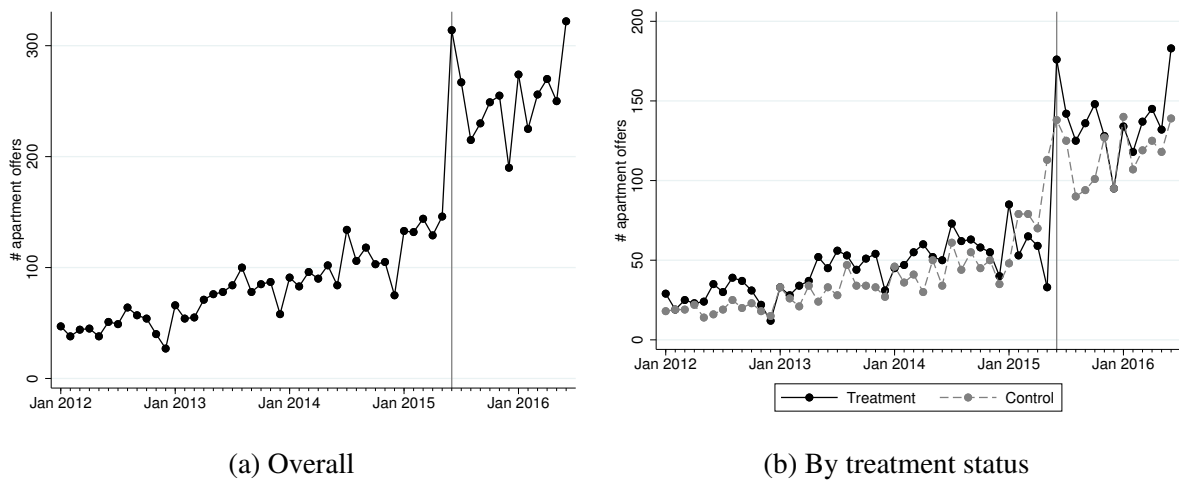 # apartment offers
300
200
100
0
Jan 2012 Jan 2013 Jan 2014 Jan 2015 Jan 2016
(a) Overall
# apartment offers
200
150
100
50
0
Jan 2012 Jan 2013 Jan 2014 Jan 2015 Jan 2016
Treatment Control
(b) By treatment status